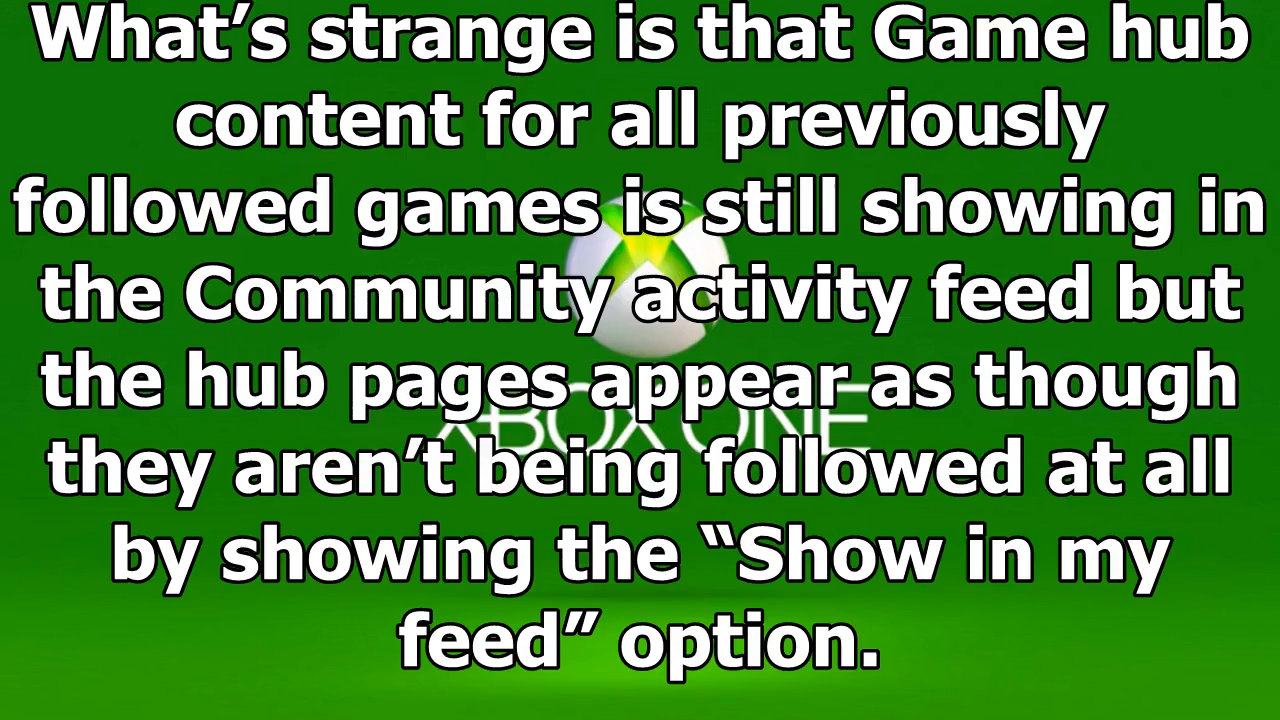 What’s strange is that Game hub
content for all previously
followed games is still showing in
the Community activity feed but
the hub pages appear as though
XBOX ONE
they aren’t being followed at all
by showing the “Show in my
feed” option.